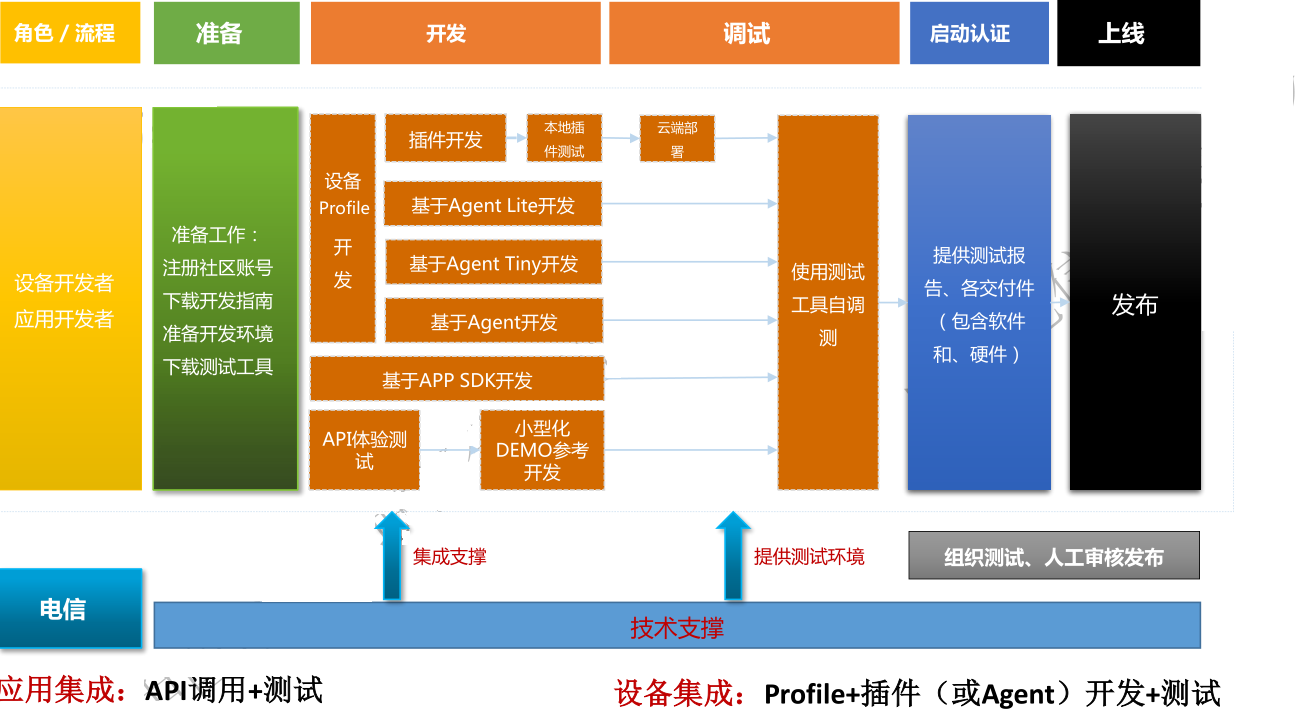 角色 / 流程
准备
开发
调试
启动认证
上线
设备开发者
应用开发者
准备工作：
注册社区账号
下载开发指南
准备开发环境
下载测试工具
设备
Profile
开
发
插件开发
本地插
件测试
云端部
署
基于Agent Lite开发
基于Agent Tiny开发
基于Agent开发
基于APP SDK开发
API体验测
试
小型化
DEMO参考
开发
使用测试
工具自调
测
提供测试报
告、各交付件
（包含软件
和、硬件）
发布
集成支撑
提供测试环境
组织测试、人工审核发布
电信
技术支撑
应用集成：API调用+测试
设备集成：Profile+插件（或Agent）开发+测试